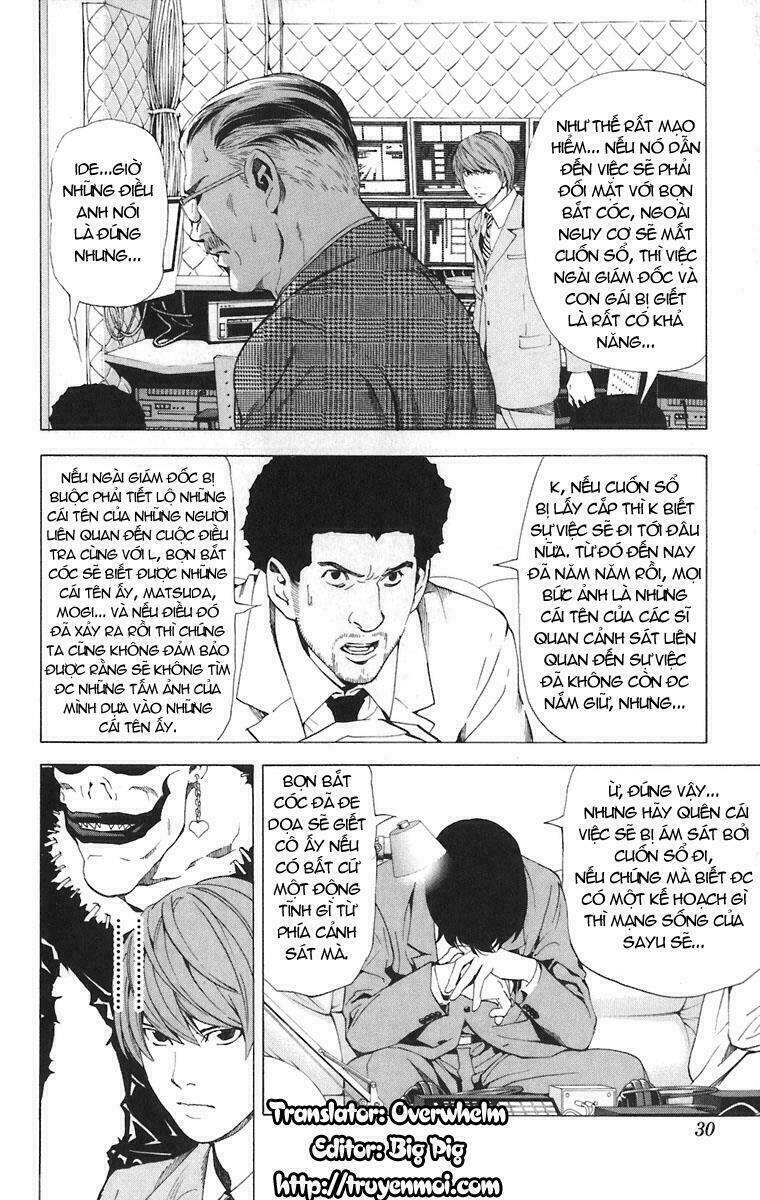 NHƯ THẾ RẤT MẠO
HIỂM... NẾU NÓ DẪN
ĐẾN VIỆC SẼ PHẢI
ĐỐI MẶT VỚI BỌN
BẮT CÓC, NGOÀI
NGUY CƠ SẼ MẤT
CUỐN SỔ, THÌ VIỆC
NGÀI GIÁM ĐỐC VÀ
CON GÁI BỊ GIẾT
LÀ RẤT CÓ KHẢ
NĂNG...
IDE...GIỜ
NHỮNG ĐIỀU
ANH NÓI
LÀ ĐÚNG
NHƯNG...
K, NẾU CUỐN SỔ
BỊ LẤY CẮP THÌ K BIẾT
SỰ VIỆC SẼ ĐI TỚI ĐÂU
NỮA. TỪ ĐÓ ĐẾN NAY
ĐÃ NĂM NĂM RỒI, MỌI
BỨC ẢNH LÀ NHỮNG
CÁI TÊN CỦA CÁC SĨ
QUAN CẢNH SÁT LIÊN
QUAN ĐẾN SỰ VIỆC
ĐÃ KHÔNG CÒN ĐC
NẮM GIỮ, NHƯNG...
NẾU NGÀI GIÁM ĐỐC BỊ
BUỘC PHẢI TIẾT LỘ NHỮNG
CÁI TÊN CỦA NHỮNG NGƯỜI
LIÊN QUAN ĐẾN CUỘC ĐIỀU
TRA CÙNG VỚI L, BỌN BẮT
CÓC SẼ BIẾT ĐƯỢC NHỮNG
CÁI TÊN ẤY, MATSUDA,
MOGI... VÀ NẾU ĐIỀU ĐÓ
ĐÃ XẢY RA RỒI THÌ CHÚNG
TA CŨNG KHÔNG ĐẢM BẢO
ĐƯỢC RẰNG SẼ KHÔNG TÌM
ĐC NHỮNG TẤM ẢNH CỦA
MÌNH DỰA VÀO NHỮNG
CÁI TÊN ẤY.
Ừ, ĐÚNG VẬY...
NHƯNG HÃY QUÊN CÁI
VIỆC SẼ BỊ ÁM SÁT BỞI
CUỐN SỔ ĐI,
NẾU CHÚNG MÀ BIẾT ĐC
CÓ MỘT KẾ HOẠCH GÌ
THÌ MẠNG SỐNG CỦA
SAYU SẼ...
BỌN BẮT
CÓC ĐÃ ĐE
DỌA SẼ GIẾT
CÔ ẤY NẾU
CÓ BẤT CỨ
MỘT ĐỘNG
TĨNH GÌ TỪ
PHÍA CẢNH
SÁT MÀ.
Translator: Overwhelm
Editor: Big Pig
http://truyenmoi.com
30